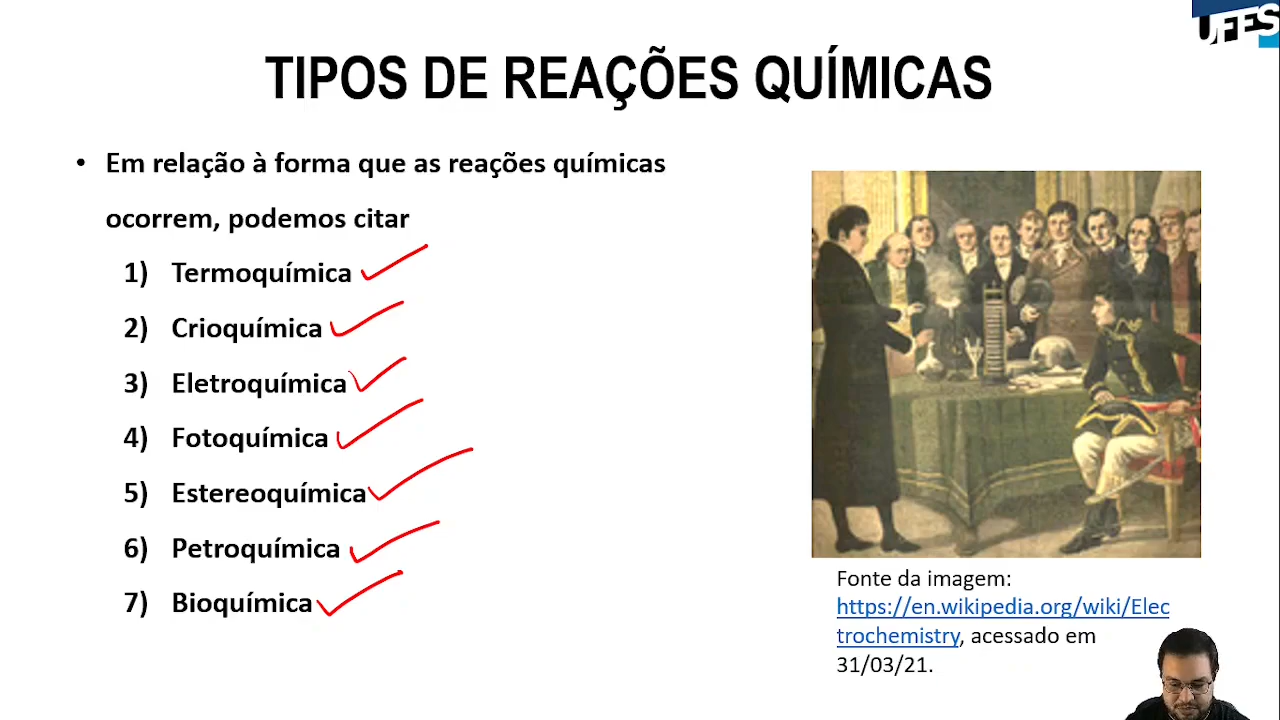 UFES
TIPOS DE REAÇÕES QUÍMICAS
• Em relação à forma que as reações químicas
ocorrem, podemos citar
1) Termoquímica
2) Crioquímica
3) Eletroquímica
4) Fotoquímica
5) Estereoquímica
6) Petroquímica
7) Bioquímica
Fonte da imagem:
https://en.wikipedia.org/wiki/Elec
trochemistry, acessado em
31/03/21.